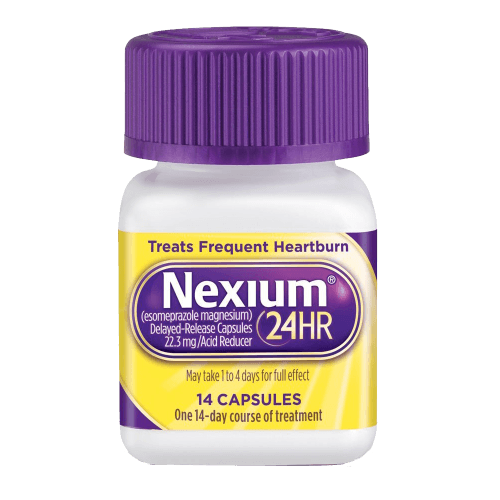 Treats Frequent Heartburn
Nexium®
(esomeprazole magnesium)
Delayed-Release Capsules
22.3 mg/Acid Reducer
24HR
May take 1 to 4 days for full effect
14 CAPSULES
One 14-day course of treatment